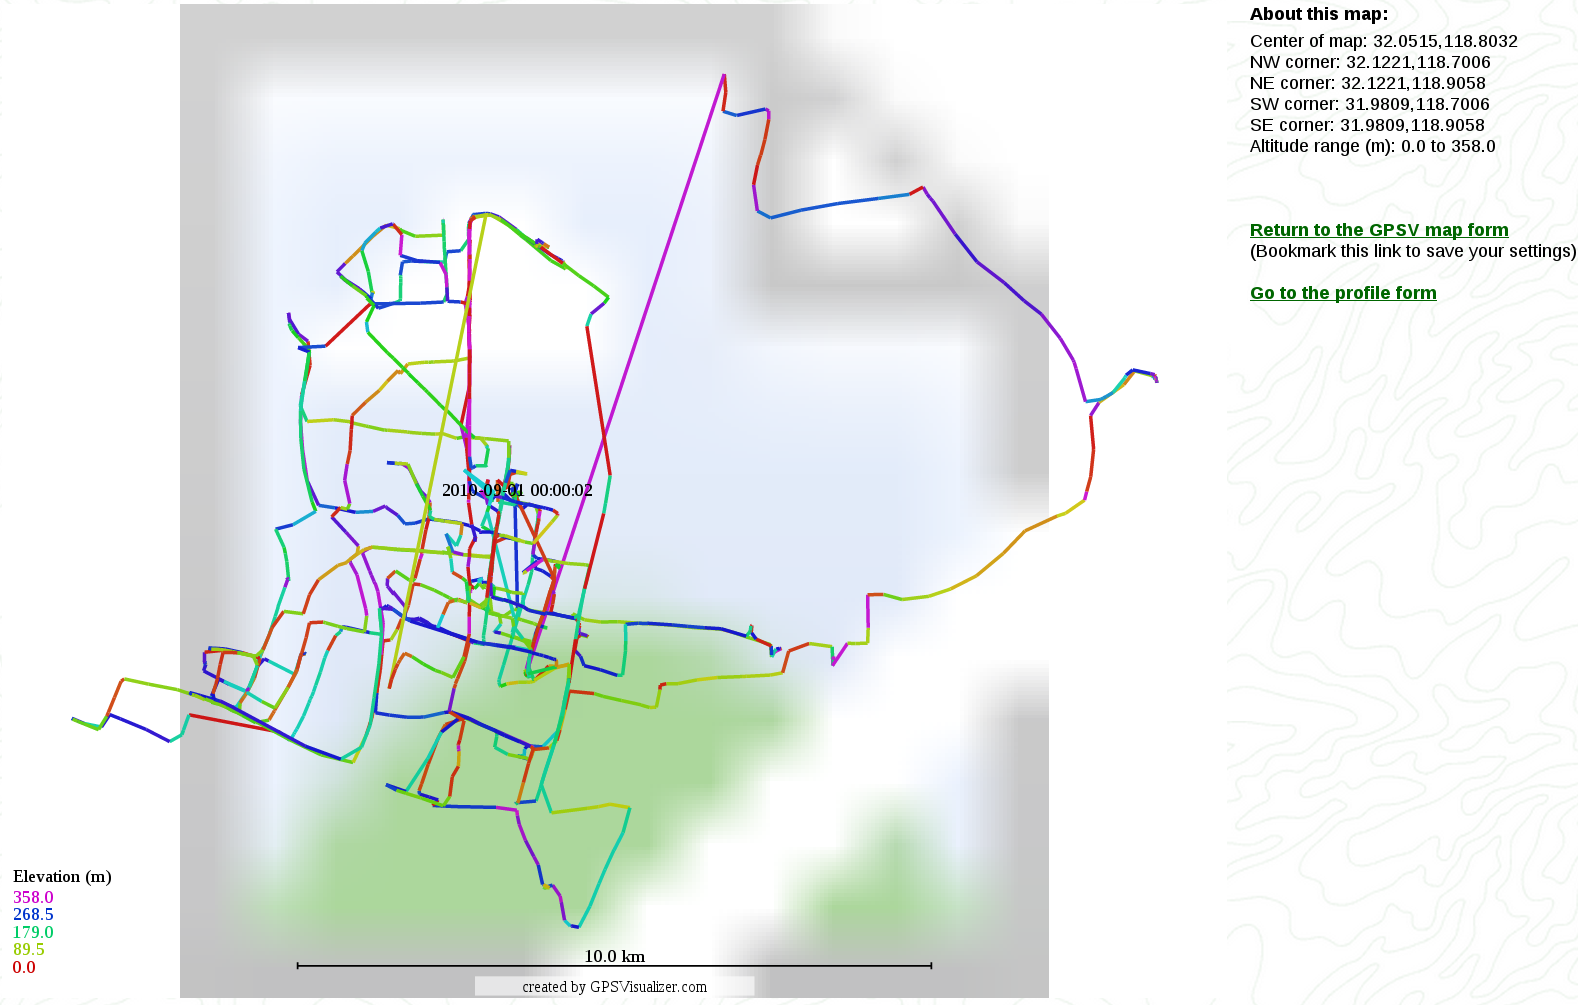 About this map:
Center of map: 32.0515,118.8032
NW corner: 32.1221,118.7006
NE corner: 32.1221,118.9058
SW corner: 31.9809,118.7006
SE corner: 31.9809,118.9058
Altitude range (m): 0.0 to 358.0
Return to the GPSV map form
(Bookmark this link to save your settings)
Go to the profile form
2010-09-01 00:00:02
Elevation (m)
358.0
268.5
179.0
89.5
0.0
10.0 km
created by GPSVisualizer.com